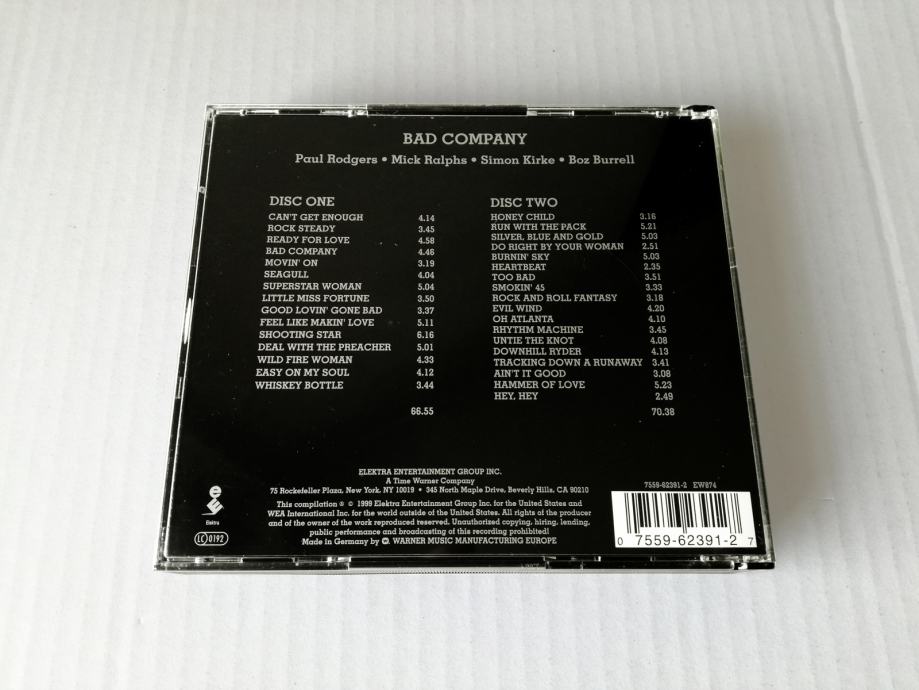 BAD COMPANY
Paul Rodgers • Mick Ralphs • Simon Kirke • Boz Burrell
DISC ONE
CAN'T GET ENOUGH 4.14
ROCK STEADY 3.45
READY FOR LOVE 4.58
BAD COMPANY 4.46
MOVIN' ON 3.19
SEAGULL 4.04
SUPERSTAR WOMAN 5.04
LITTLE MISS FORTUNE 3.50
GOOD LOVIN' GONE BAD 3.37
FEEL LIKE MAKIN' LOVE 5.11
SHOOTING STAR 6.16
DEAL WITH THE PREACHER 5.01
WILD FIRE WOMAN 4.33
EASY ON MY SOUL 4.12
WHISKEY BOTTLE 3.44
66.55
DISC TWO
HONEY CHILD 3.16
RUN WITH THE PACK 5.21
SILVER, BLUE AND GOLD 5.03
DO RIGHT BY YOUR WOMAN 2.51
BURNIN' SKY 5.03
HEARTBEAT 2.35
TOO BAD 3.51
SMOKIN' 45 3.33
ROCK AND ROLL FANTASY 3.18
EVIL WIND 4.20
OH ATLANTA 4.10
RHYTHM MACHINE 3.45
UNTIE THE KNOT 4.08
DOWNHILL RYDER 4.13
TRACKING DOWN A RUNAWAY 3.41
AIN'T IT GOOD 3.08
HAMMER OF LOVE 5.23
HEY, HEY 2.49
70.38
ELEKTRA ENTERTAINMENT GROUP INC.
A Time Warner Company
75 Rockefeller Plaza, New York, NY 10019 • 345 North Maple Drive, Beverly Hills, CA 90210
This compilation ℗ © 1999 Elektra Entertainment Group Inc. for the United States and
WEA International Inc. for the world outside of the United States. All rights of the producer
and of the owner of the work reproduced reserved. Unauthorized copying, hiring, lending,
public performance and broadcasting of this recording prohibited!
Made in Germany by WARNER MUSIC MANUFACTURING EUROPE
Elektra
LC 0192
7559-62391-2 EW874
0 7559-62391-2 7